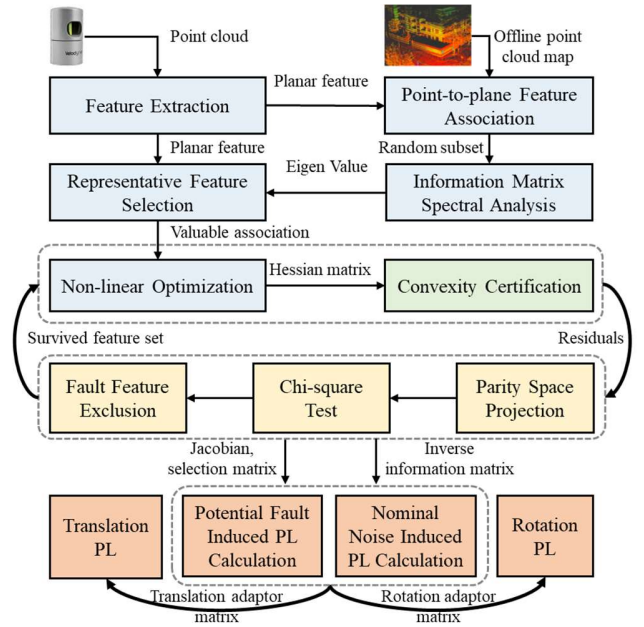 Point cloud
Offline point
cloud map
Feature Extraction
Planar feature
Point-to-plane Feature
Association
Planar feature
Random subset
Representative Feature
Selection
Eigen Value
Information Matrix
Spectral Analysis
Valuable association
Non-linear Optimization
Hessian matrix
Convexity Certification
Survived feature set
Residuals
Fault Feature
Exclusion
Chi-square
Test
Parity Space
Projection
Jacobian,
selection matrix
Inverse
information matrix
Translation
PL
Potential Fault
Induced PL
Calculation
Nominal
Noise Induced
PL Calculation
Rotation
PL
Translation adaptor
matrix
Rotation adaptor
matrix